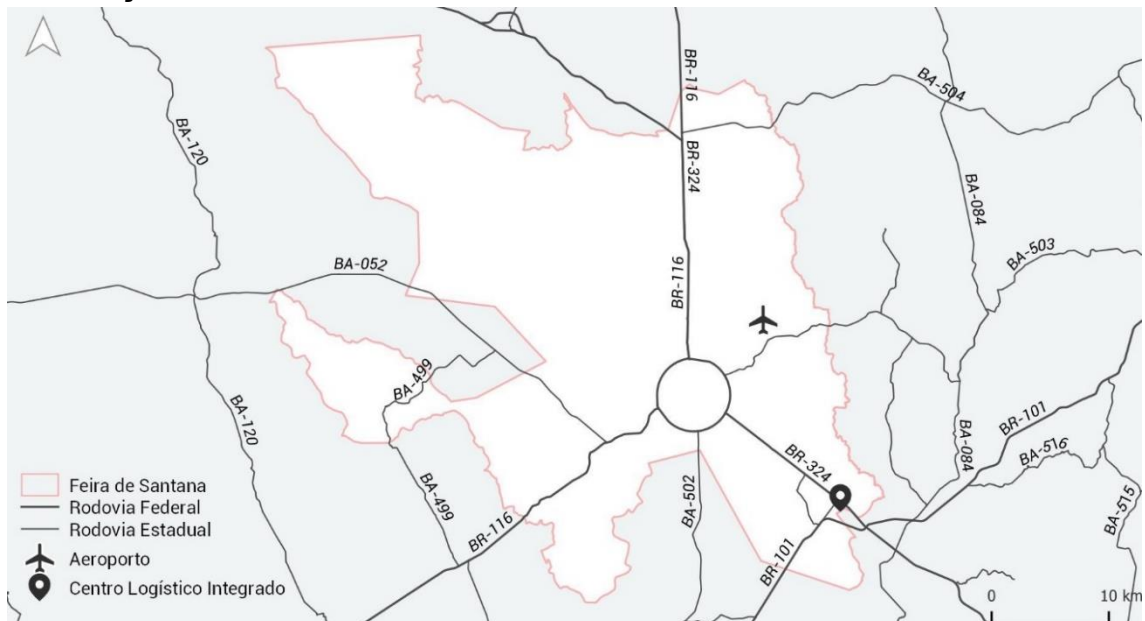 BR-116
BA-504
BA-120
BR-324
BA-084
BA-503
BA-052
BR-116
BA-499
BA-120
BR-101
BR-324
BA-084
BA-516
BA-499
BA-502
BA-515
BR-116
BR-101
Feira de Santana
Rodovia Federal
Rodovia Estadual
Aeroporto
Centro Logístico Integrado
0
10 km